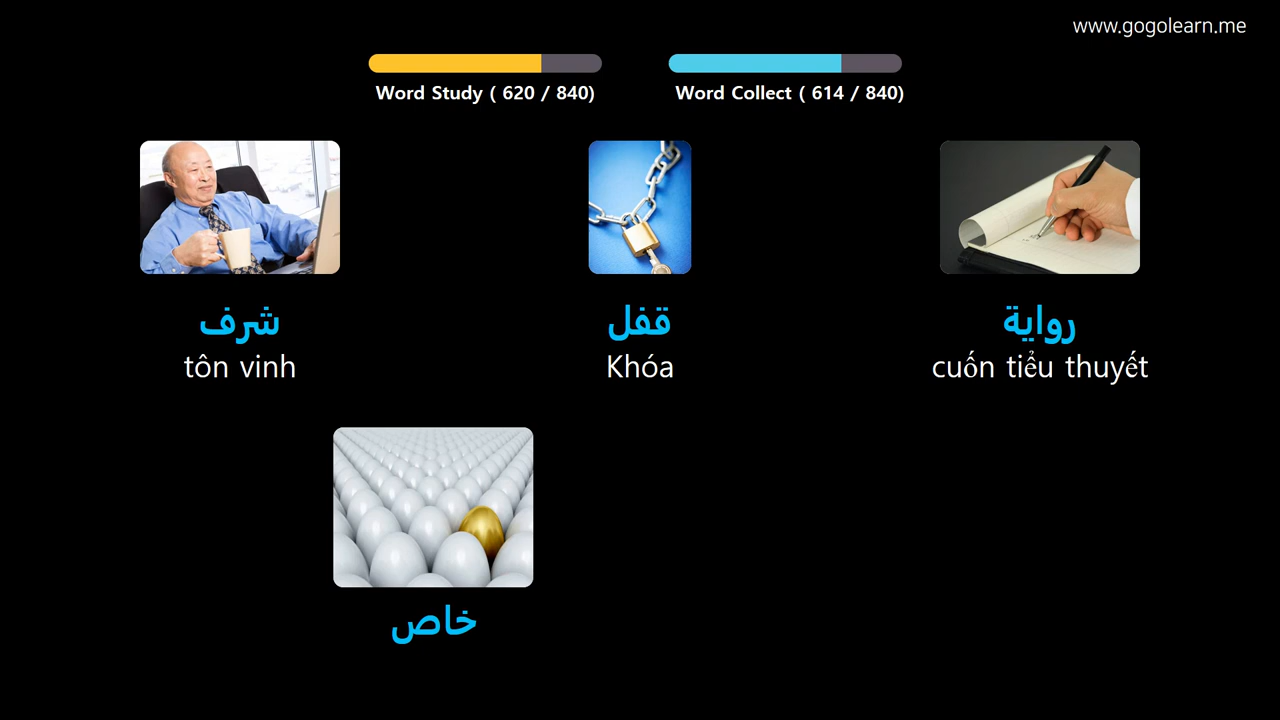 www.gogolearn.me
Word Study ( 620 / 840)
Word Collect ( 614 / 840)
شرف
tôn vinh
قفل
Khóa
رواية
cuốn tiểu thuyết
خاص